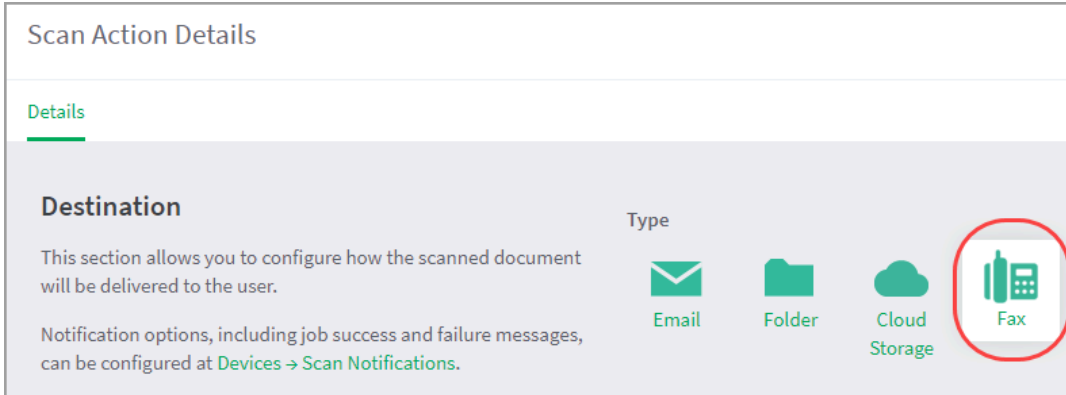 Scan Action Details
Details
Destination
This section allows you to configure how the scanned document
will be delivered to the user.
Notification options, including job success and failure messages,
can be configured at Devices → Scan Notifications.
Type
Email
Folder
Cloud
Storage
Fax